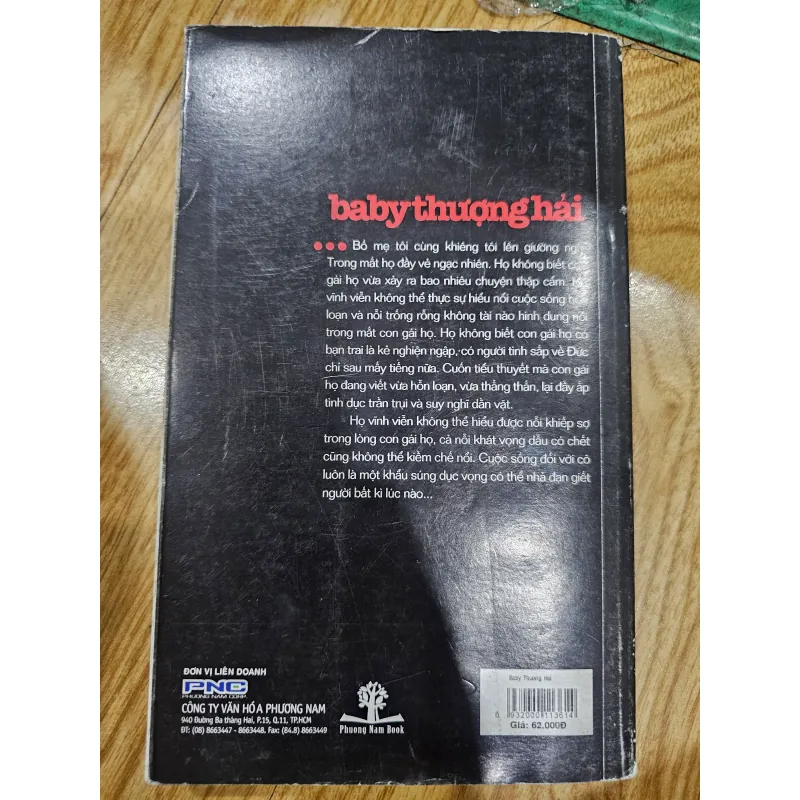 babythượnghải
●●● Bố mẹ tôi cùng khiêng tôi lên giường
Trong mắt họ đầy vẻ ngạc nhiên. Họ không biết
gái họ vừa xảy ra bao nhiêu chuyện thập cẩm.
vĩnh viễn không thể thực sự hiểu nổi cuộc sống
loạn và nỗi trống rỗng không tài nào hình dung nổi
trong mắt con gái họ. Họ không biết con gái họ có
bạn trai là kẻ nghiện ngập, có người tình sắp về Đức
chỉ sau mấy tiếng nữa. Cuốn tiểu thuyết mà con gái
họ đang viết vừa hỗn loạn, vừa thẳng thắn, lại đầy ắp
tình dục trần trụi và suy nghĩ dằn vặt.
Họ vĩnh viễn không thể hiểu được nỗi khiếp sợ
trong lòng con gái họ, cả nỗi khát vọng dẫu có chết
cũng không thể kiềm chế nổi. Cuộc sống đối với cô
luôn là một khẩu súng dục vọng có thể nhả đạn giết
người bất kì lúc nào...
ĐƠN VỊ LIÊN DOANH
PNC
PHUONG NAM CORP.
CÔNG TY VĂN HÓA PHƯƠNG NAM
940 Đường Ba tháng Hai, P.15, Q.11, TP.HCM
ĐT: (08) 8663447 - 8663448. Fax: (84.8) 8663449
Phuong Nam Book
Baby Thuong Hai
932000 113614
Giá: 62.000Đ